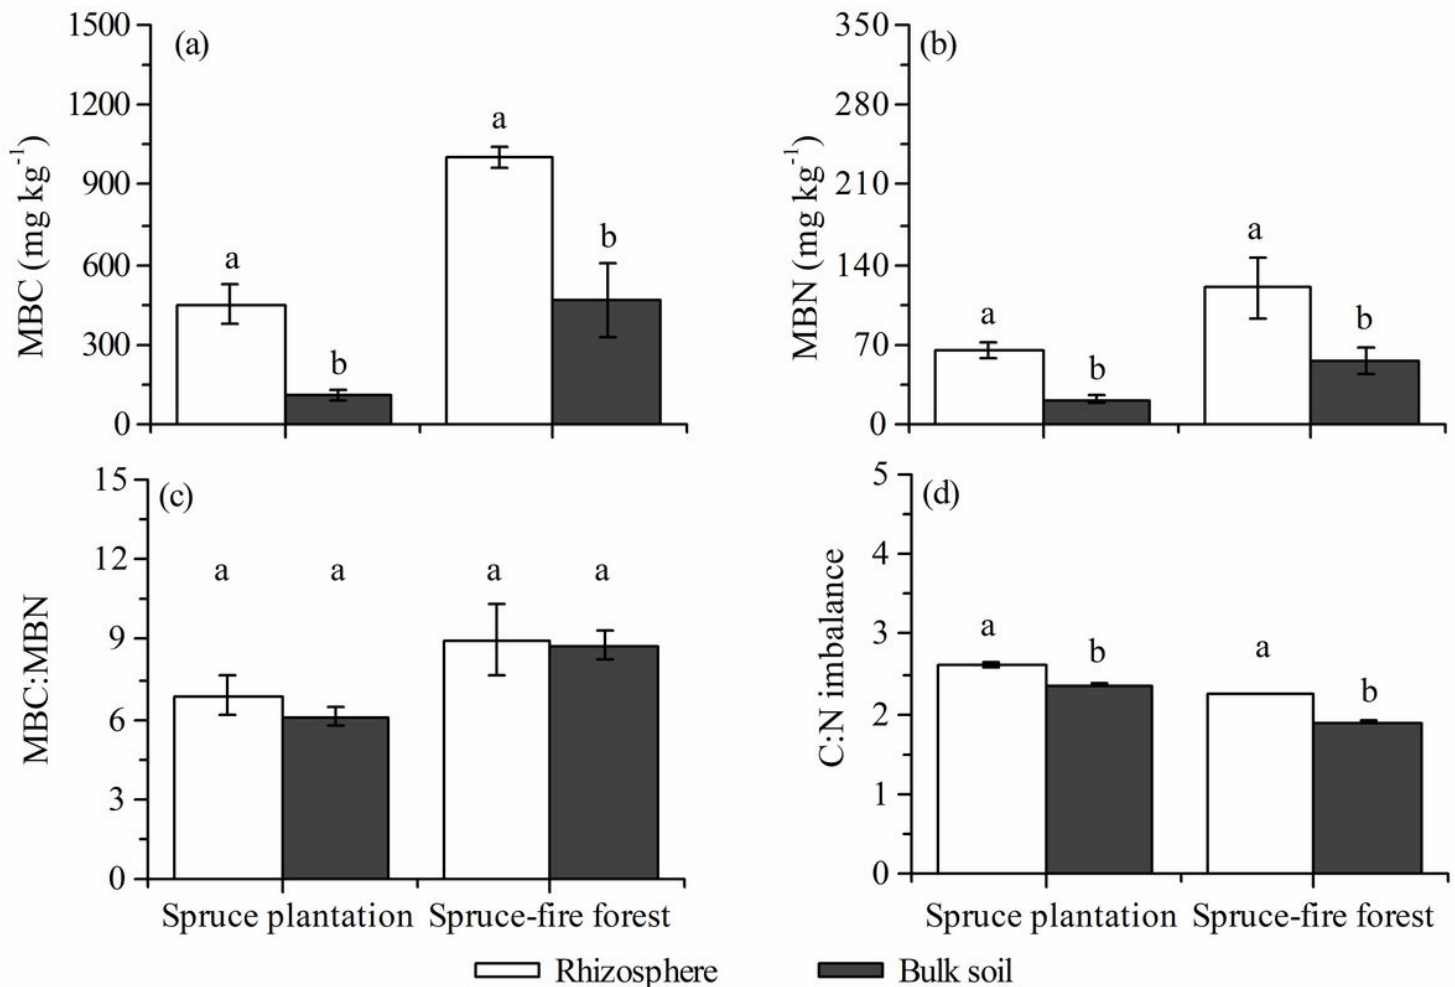 (a)
MBC (mg kg⁻¹)
1500
1200
900
600
300
0
a
b
a
b
(b)
MBN (mg kg⁻¹)
350
280
210
140
70
0
a
b
a
b
(c)
MBC:MBN
15
12
9
6
3
0
a
a
a
a
Spruce plantation
Spruce-fire forest
(d)
C:N imbalance
5
4
3
2
1
0
a
b
a
b
Spruce plantation
Spruce-fire forest
Rhizosphere
Bulk soil